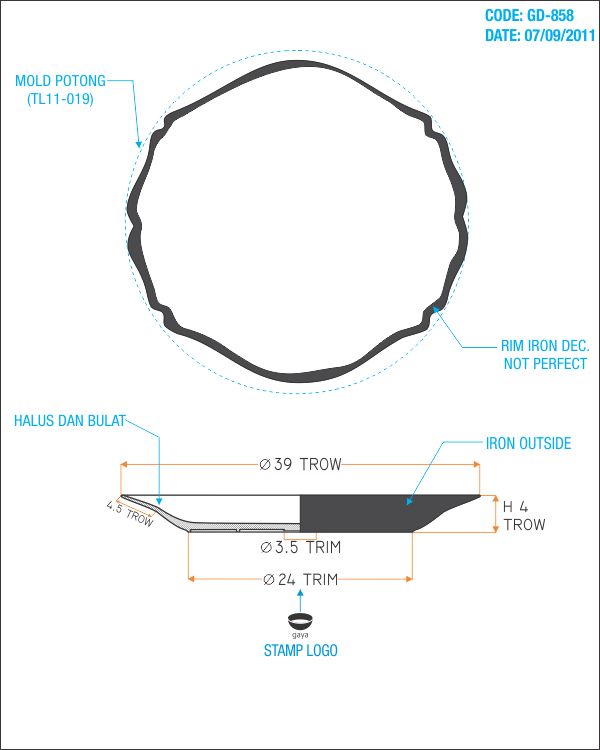 CODE: GD-858
DATE: 07/09/2011
MOLD POTONG
(TL11-019)
RIM IRON DEC.
NOT PERFECT
HALUS DAN BULAT
IRON OUTSIDE
Ø 39 TROW
4.5 TROW
H 4
TROW
Ø 3.5 TRIM
Ø 24 TRIM
gaya
STAMP LOGO